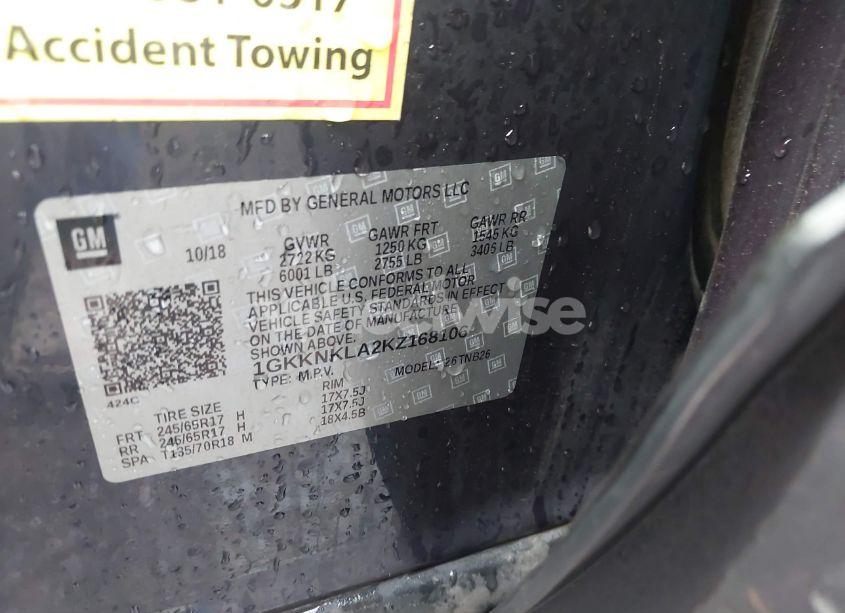 Accident Towing
MFD BY GENERAL MOTORS LLC
GM
10/18
GVWR GAWR FRT GAWR RR
2722 KG 1250 KG 1545 KG
6001 LB 2755 LB 3405 LB
THIS VEHICLE CONFORMS TO ALL
APPLICABLE U.S. FEDERAL MOTOR
VEHICLE SAFETY STANDARDS IN EFFECT
ON THE DATE OF MANUFACTURE
SHOWN ABOVE.
1GKKNKLA2KZ168106
TYPE: M.P.V. MODEL: 26TNB26
424C
TIRE SIZE RIM
FRT 245/65R17 H 17X7.5J
RR 245/65R17 H 17X7.5J
SPA T135/70R18 M 18X4.5B